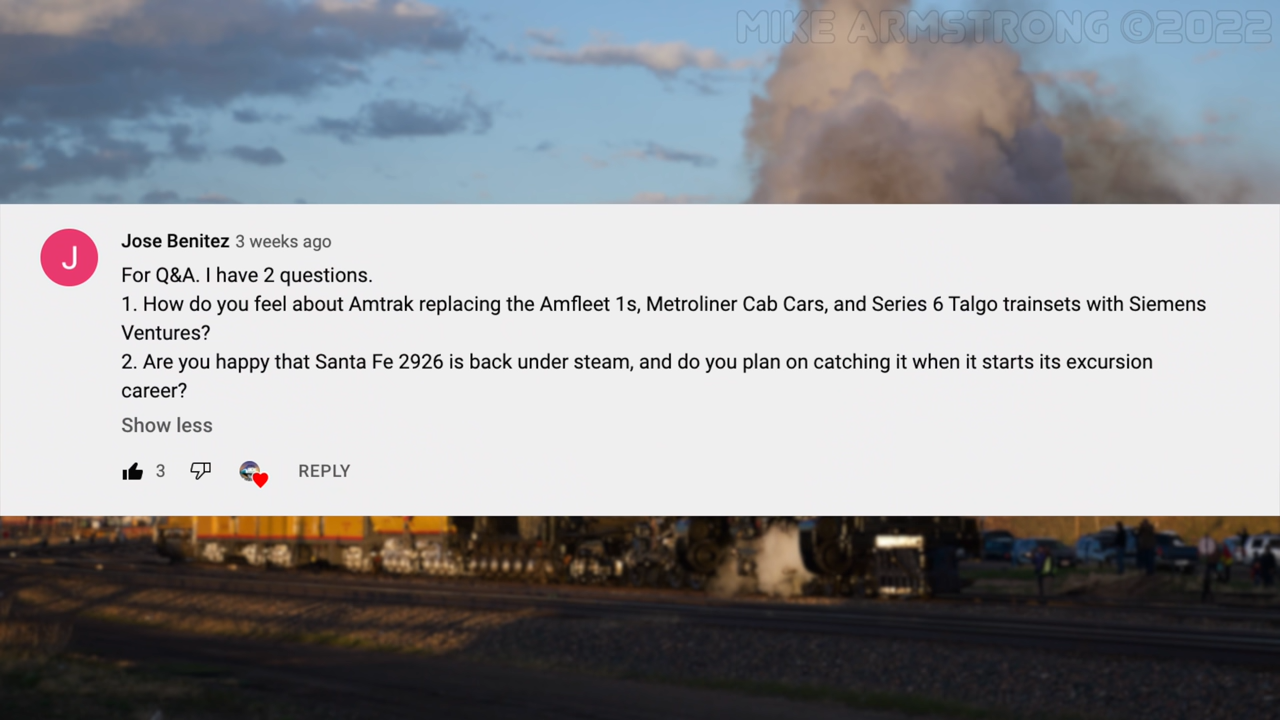 MIKE ARMSTRONG ©2022
J
Jose Benitez 3 weeks ago
For Q&A. I have 2 questions.
1. How do you feel about Amtrak replacing the Amfleet 1s, Metroliner Cab Cars, and Series 6 Talgo trainsets with Siemens
Ventures?
2. Are you happy that Santa Fe 2926 is back under steam, and do you plan on catching it when it starts its excursion
career?
Show less
3 REPLY